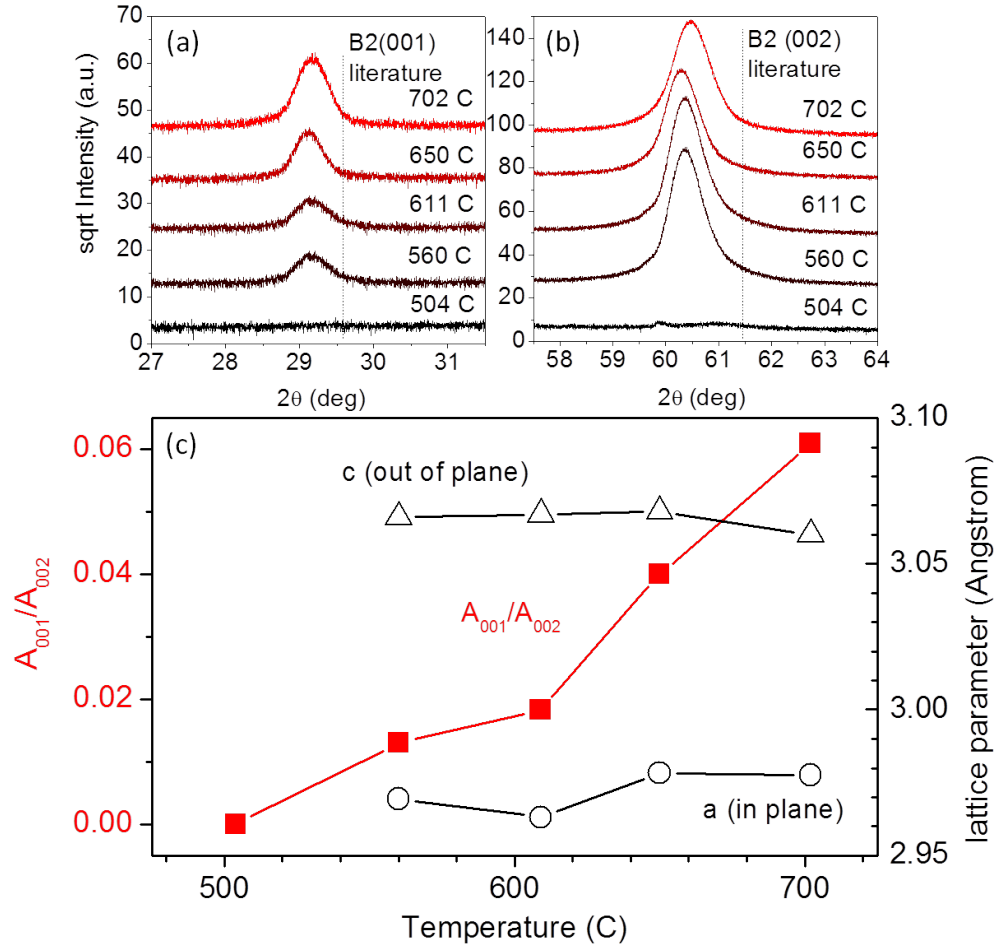 (a)
B2(001)
literature
702 C
650 C
611 C
560 C
504 C
sqrt Intensity (a.u.)
70
60
50
40
30
20
10
0
27
28
29
30
31
2θ (deg)
(b)
B2 (002)
literature
702 C
650 C
611 C
560 C
504 C
140
120
100
80
60
40
20
0
58
59
60
61
62
63
64
2θ (deg)
(c)
c (out of plane)
A001/A002
a (in plane)
A001/A002
0.06
0.04
0.02
0.00
3.10
3.05
3.00
2.95
lattice parameter (Angstrom)
500
600
700
Temperature (C)